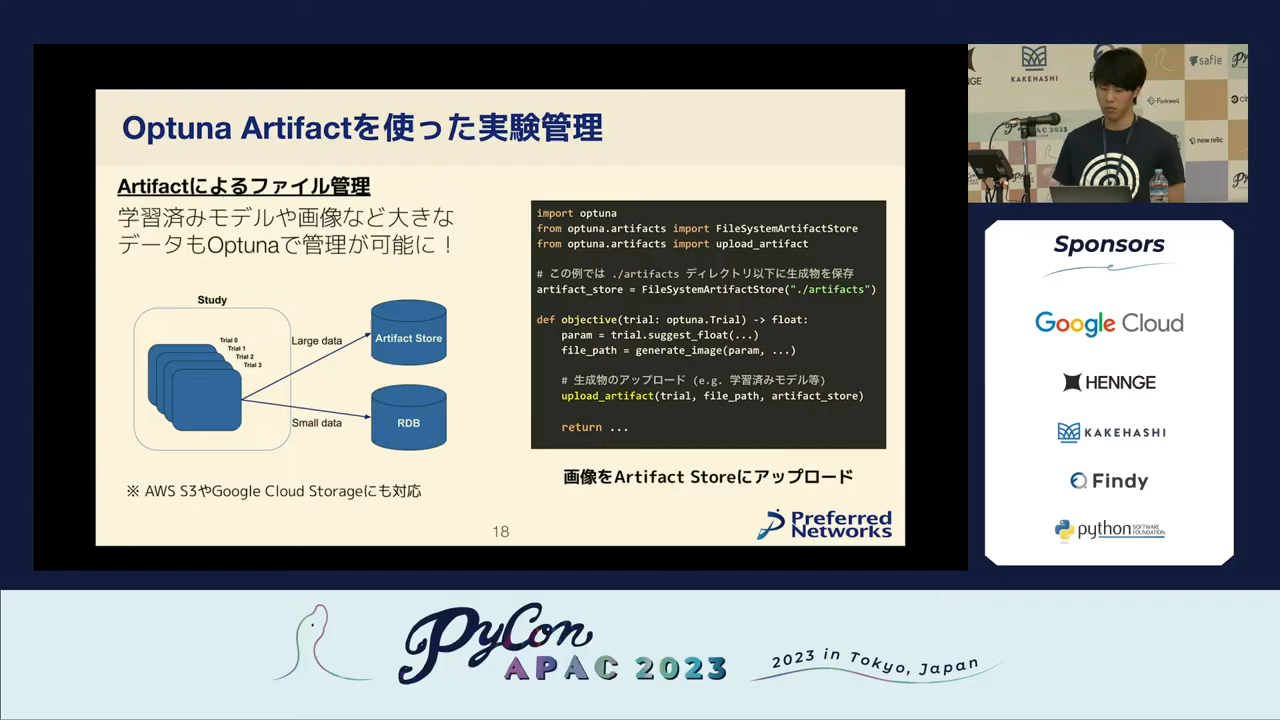 Optuna Artifactを使った実験管理
Artifactによるファイル管理
学習済みモデルや画像など大きな
データもOptunaで管理が可能に！
Study
Trial 0
Trial 1
Trial 2
Trial 3
Large data
Small data
Artifact Store
RDB
※ AWS S3やGoogle Cloud Storageにも対応
import optuna
from optuna.artifacts import FileSystemArtifactStore
from optuna.artifacts import upload_artifact
# この例では ./artifacts ディレクトリ以下に生成物を保存
artifact_store = FileSystemArtifactStore("./artifacts")
def objective(trial: optuna.Trial) -> float:
param = trial.suggest_float(...)
file_path = generate_image(param, ...)
# 生成物のアップロード (e.g. 学習済みモデル等)
upload_artifact(trial, file_path, artifact_store)
return ...
画像をArtifact Storeにアップロード
18
Preferred
Networks
KAKEHASHI
safie
Forkwell
new relic
APAC 2023
Sponsors
Google Cloud
HENNGE
KAKEHASHI
Findy
python SOFTWARE FOUNDATION
PyCon
APAC 2023
2023 in Tokyo, Japan